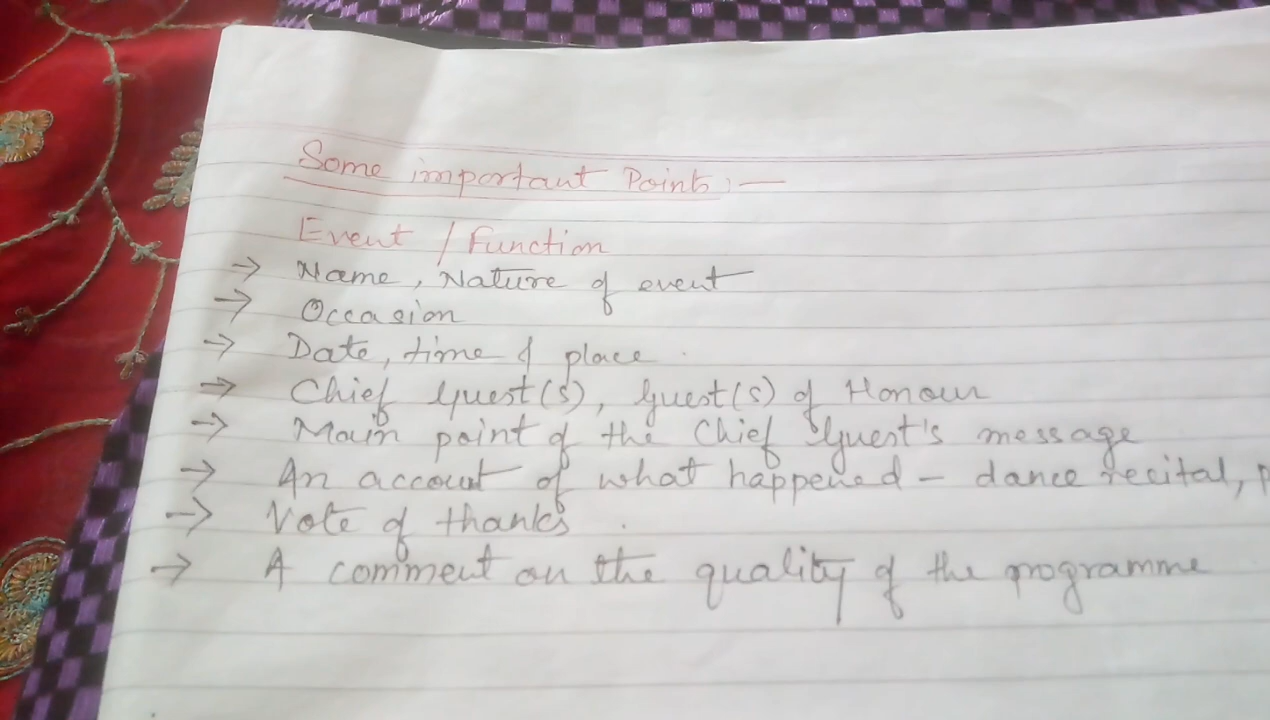 Some important Points :—
Event / Function
→ Name, Nature of event
→ Occasion
→ Date, time & place.
→ Chief Guest(s), Guest(s) of Honour
→ Main point of the Chief Guest's message
→ An account of what happened – dance recital,
→ Vote of thanks.
→ A comment on the quality of the programme